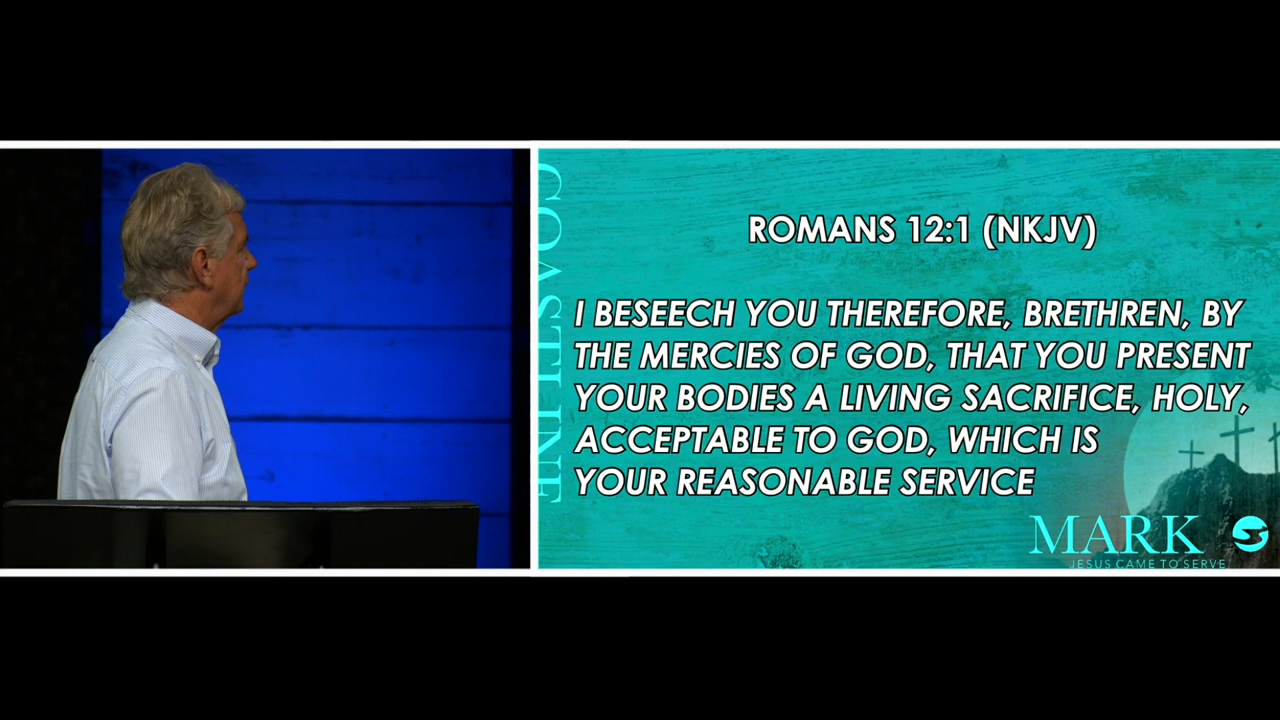 COASTLINE
ROMANS 12:1 (NKJV)
I BESEECH YOU THEREFORE, BRETHREN, BY
THE MERCIES OF GOD, THAT YOU PRESENT
YOUR BODIES A LIVING SACRIFICE, HOLY,
ACCEPTABLE TO GOD, WHICH IS
YOUR REASONABLE SERVICE
MARK
JESUS CAME TO SERVE